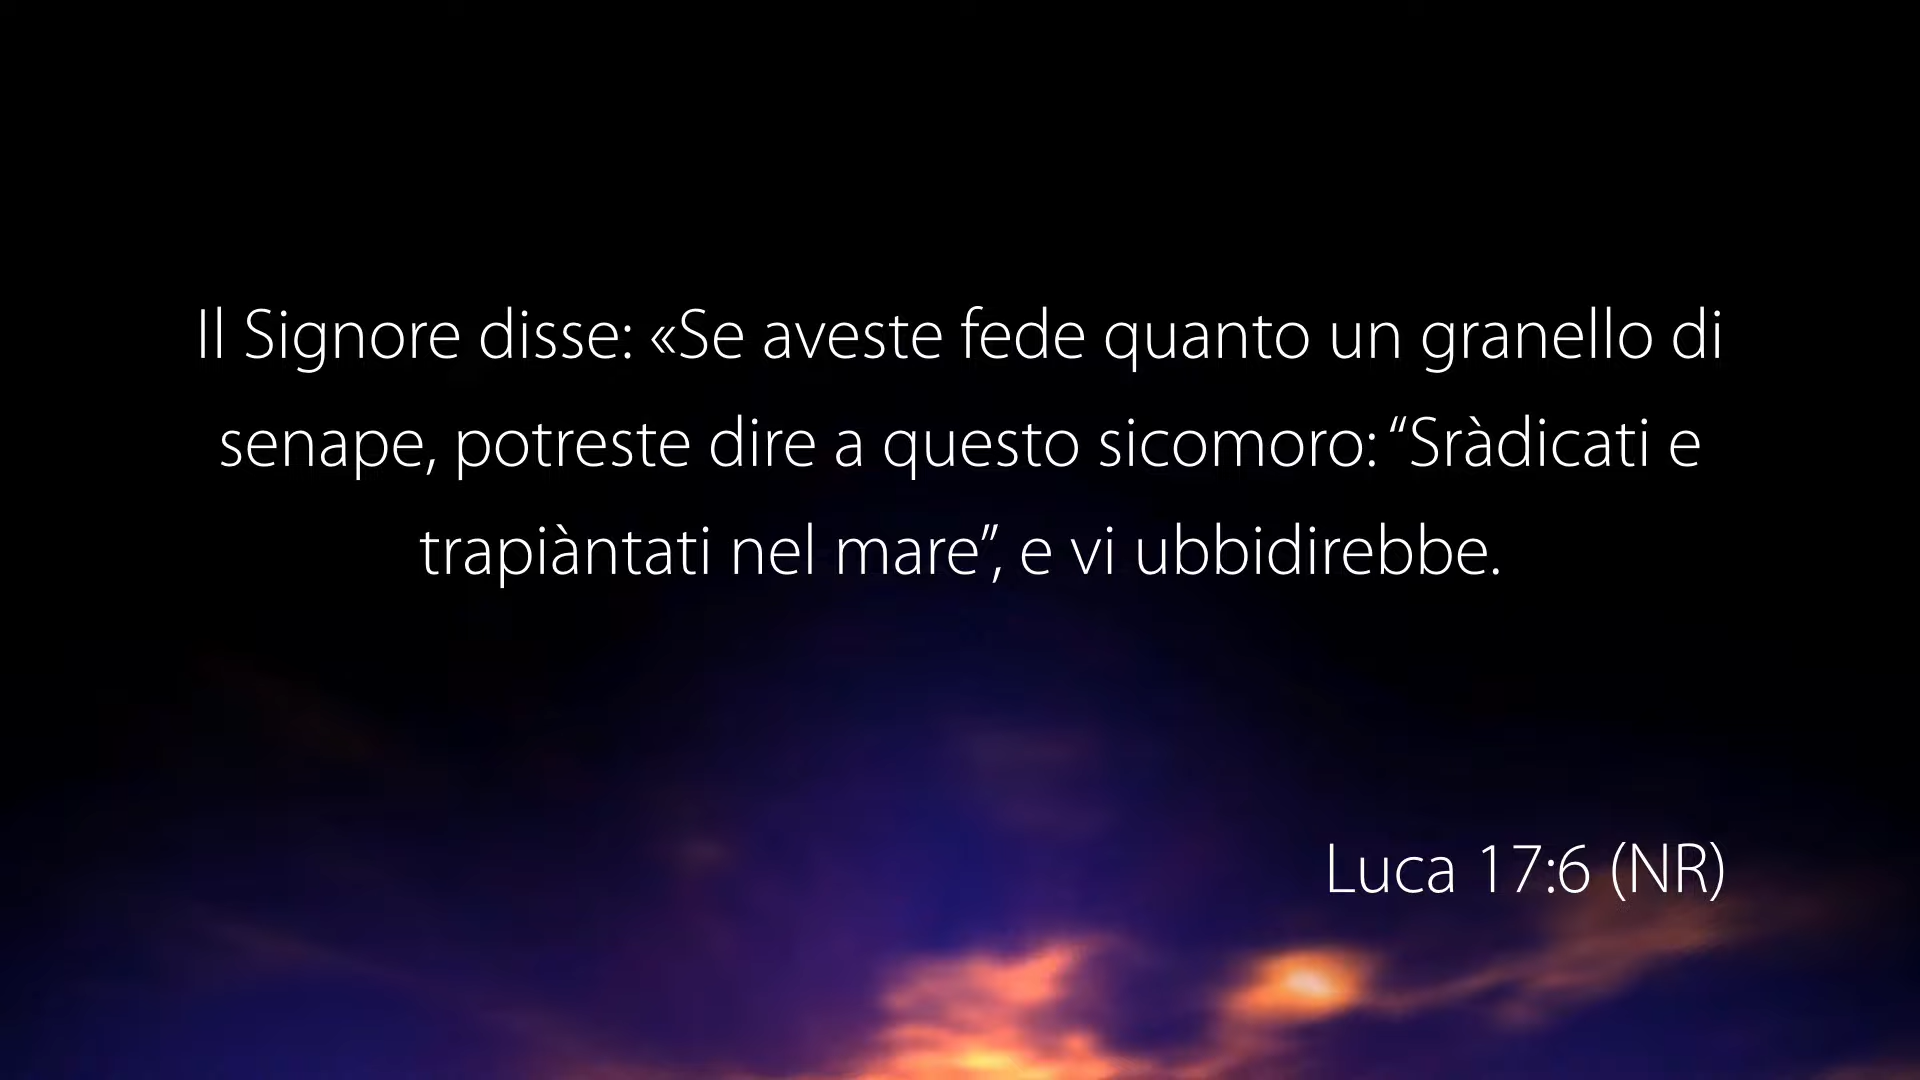 Il Signore disse: «Se aveste fede quanto un granello di
senape, potreste dire a questo sicomoro: “Sràdicati e
trapiàntati nel mare”, e vi ubbidirebbe.
Luca 17:6 (NR)